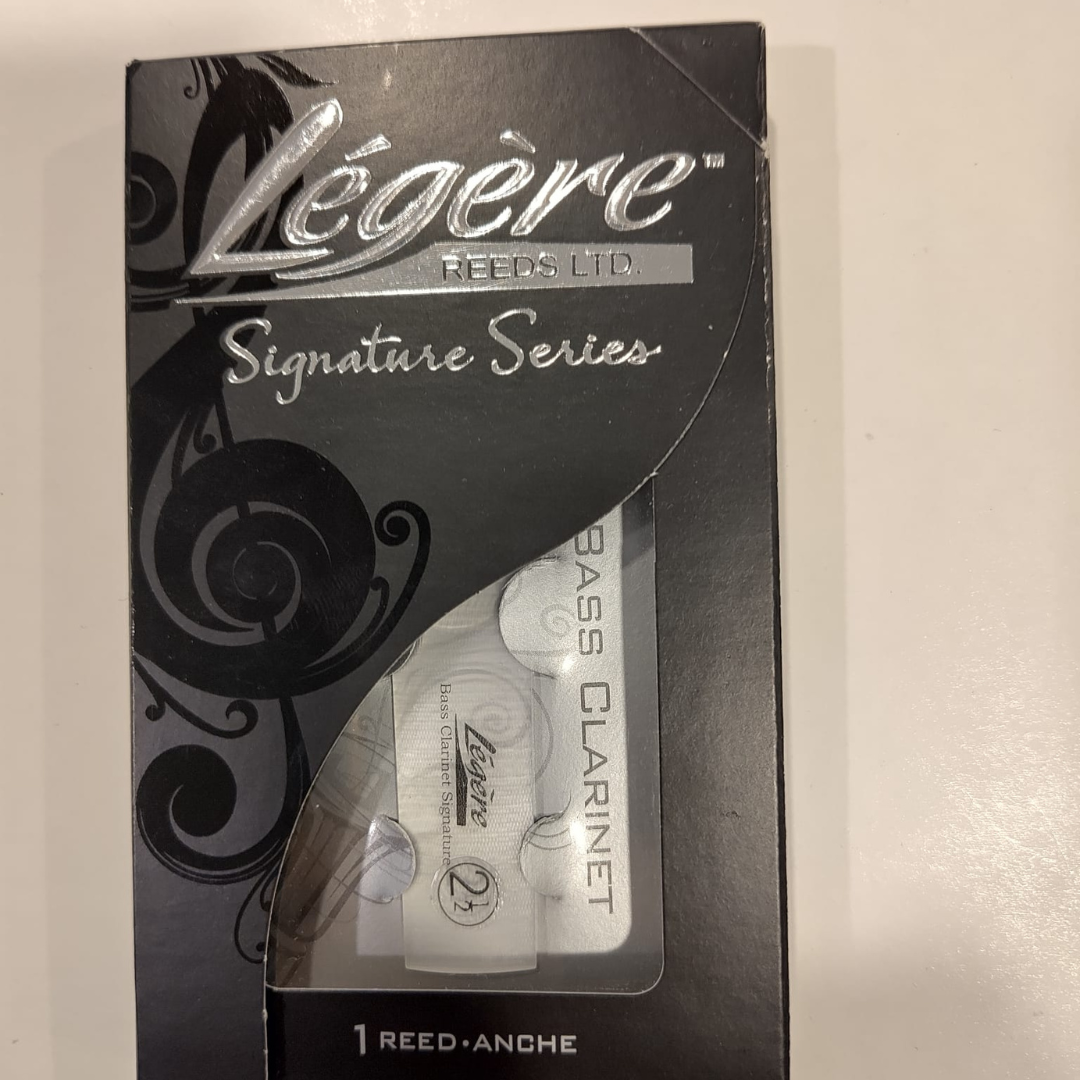 Légère™
REEDS LTD.
Signature Series
BASS CLARINET
Légère
Bass Clarinet Signature
2½
1 REED•ANCHE